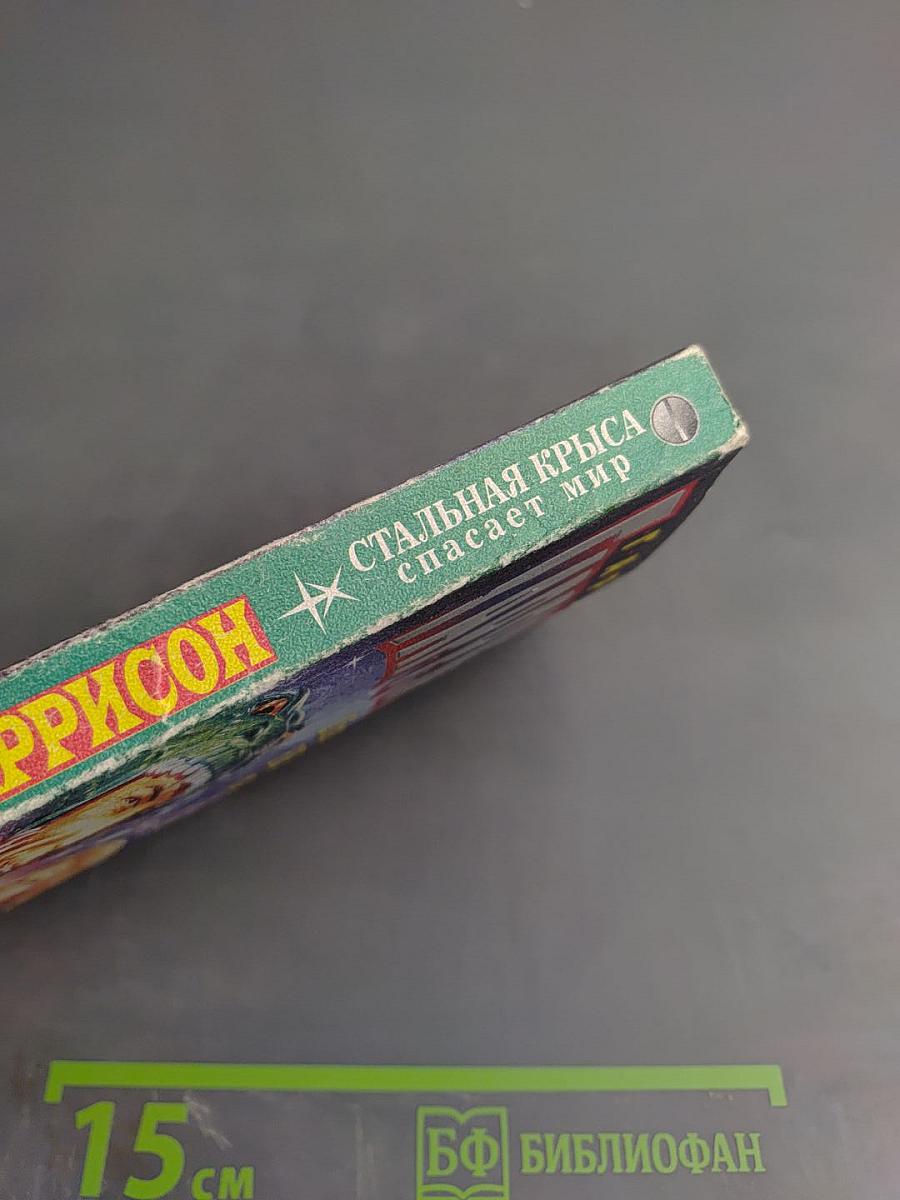 РРИСОН
СТАЛЬНАЯ КРЫСА
спасает мир
15 см
БФ БИБЛИОФАН